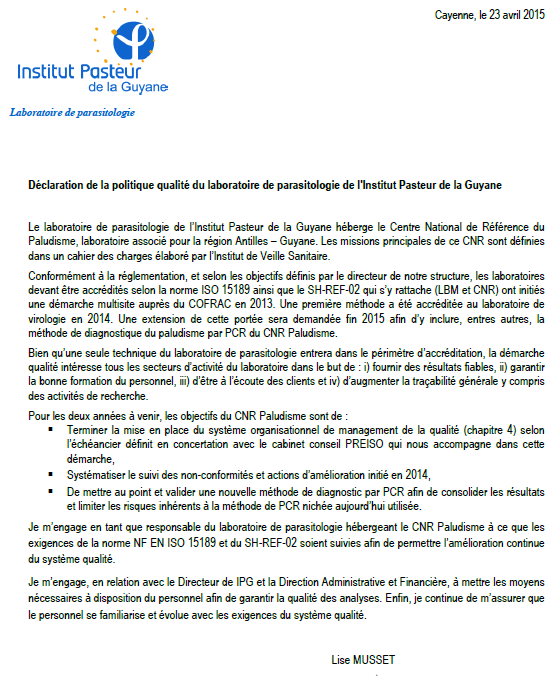 Cayenne, le 23 avril 2015
Institut Pasteur
de la Guyane
Laboratoire de parasitologie
Déclaration de la politique qualité du laboratoire de parasitologie de l'Institut Pasteur de la Guyane
Le laboratoire de parasitologie de l'Institut Pasteur de la Guyane héberge le Centre National de Référence du
Paludisme, laboratoire associé pour la région Antilles – Guyane. Les missions principales de ce CNR sont définies
dans un cahier des charges élaboré par l'Institut de Veille Sanitaire.
Conformément à la réglementation, et selon les objectifs définis par le directeur de notre structure, les laboratoires
devant être accrédités selon la norme ISO 15189 ainsi que le SH-REF-02 qui s'y rattache (LBM et CNR) ont initiés
une démarche multisite auprès du COFRAC en 2013. Une première méthode a été accréditée au laboratoire de
virologie en 2014. Une extension de cette portée sera demandée fin 2015 afin d'y inclure, entres autres, la
méthode de diagnostique du paludisme par PCR du CNR Paludisme.
Bien qu'une seule technique du laboratoire de parasitologie entrera dans le périmètre d'accréditation, la démarche
qualité intéresse tous les secteurs d'activité du laboratoire dans le but de : i) fournir des résultats fiables, ii) garantir
la bonne formation du personnel, iii) d'être à l'écoute des clients et iv) d'augmenter la traçabilité générale y compris
des activités de recherche.
Pour les deux années à venir, les objectifs du CNR Paludisme sont de :
▪ Terminer la mise en place du système organisationnel de management de la qualité (chapitre 4) selon
l'échéancier définit en concertation avec le cabinet conseil PREISO qui nous accompagne dans cette
démarche,
▪ Systématiser le suivi des non-conformités et actions d'amélioration initié en 2014,
▪ De mettre au point et valider une nouvelle méthode de diagnostic par PCR afin de consolider les résultats
et limiter les risques inhérents à la méthode de PCR nichée aujourd'hui utilisée.
Je m'engage en tant que responsable du laboratoire de parasitologie hébergeant le CNR Paludisme à ce que les
exigences de la norme NF EN ISO 15189 et du SH-REF-02 soient suivies afin de permettre l'amélioration continue
du système qualité.
Je m'engage, en relation avec le Directeur de IPG et la Direction Administrative et Financière, à mettre les moyens
nécessaires à disposition du personnel afin de garantir la qualité des analyses. Enfin, je continue de m'assurer que
le personnel se familiarise et évolue avec les exigences du système qualité.
Lise MUSSET